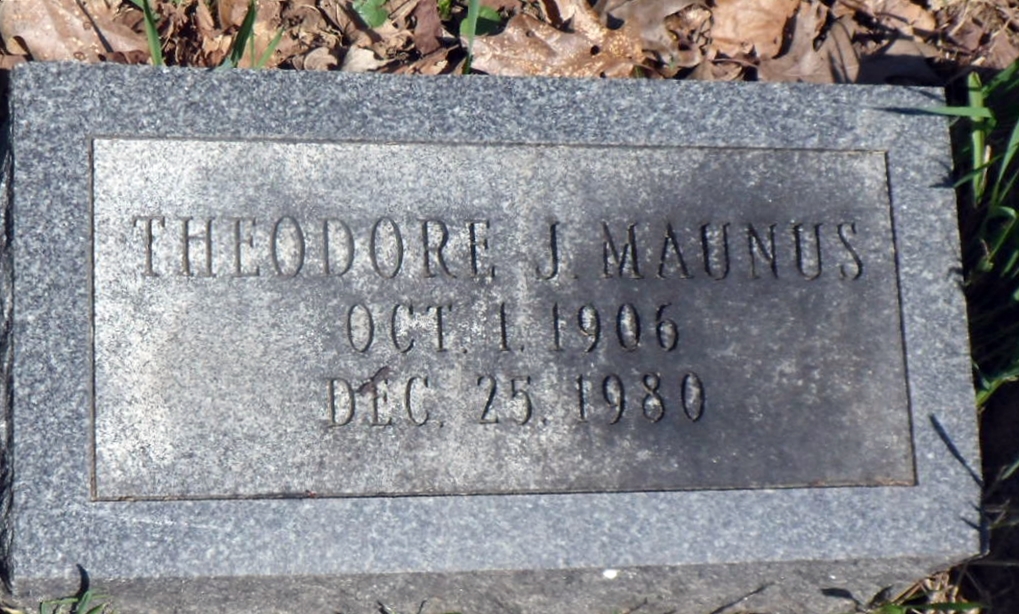 THEODORE J. MAUNUS
OCT. 1. 1906
DEC. 25. 1980